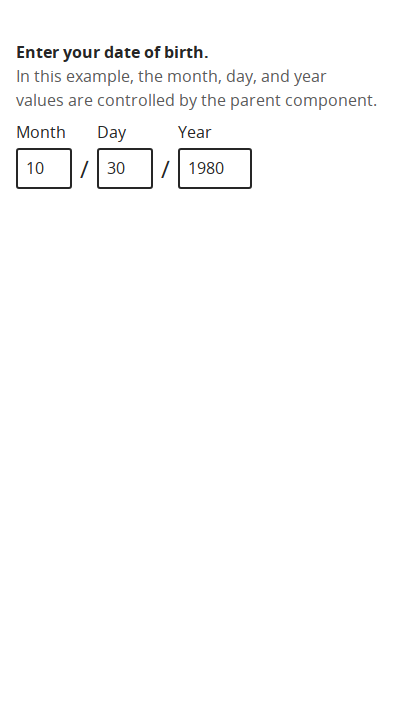 Enter your date of birth.
In this example, the month, day, and year
values are controlled by the parent component.
Month Day Year
10 / 30 / 1980